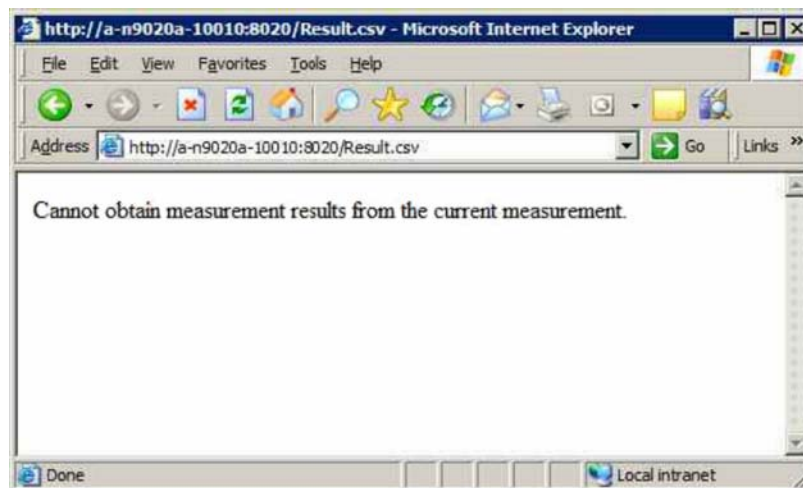 http://a-n9020a-10010:8020/Result.csv - Microsoft Internet Explorer
File Edit View Favorites Tools Help
Address http://a-n9020a-10010:8020/Result.csv Go Links »
Cannot obtain measurement results from the current measurement.
Done Local intranet